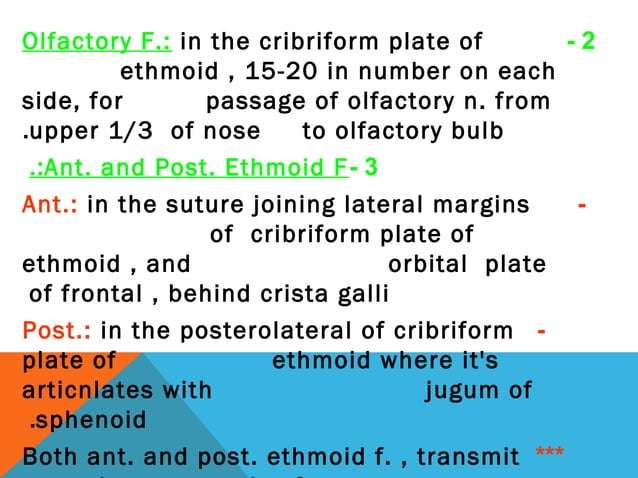 Olfactory F.: in the cribriform plate of - 2
ethmoid , 15-20 in number on each
side, for passage of olfactory n. from
.upper 1/3 of nose to olfactory bulb
.:Ant. and Post. Ethmoid F- 3
Ant.: in the suture joining lateral margins -
of cribriform plate of
ethmoid , and orbital plate
of frontal , behind crista galli
Post.: in the posterolateral of cribriform -
plate of ethmoid where it's
articnlates with jugum of
.sphenoid
Both ant. and post. ethmoid f. , transmit ***